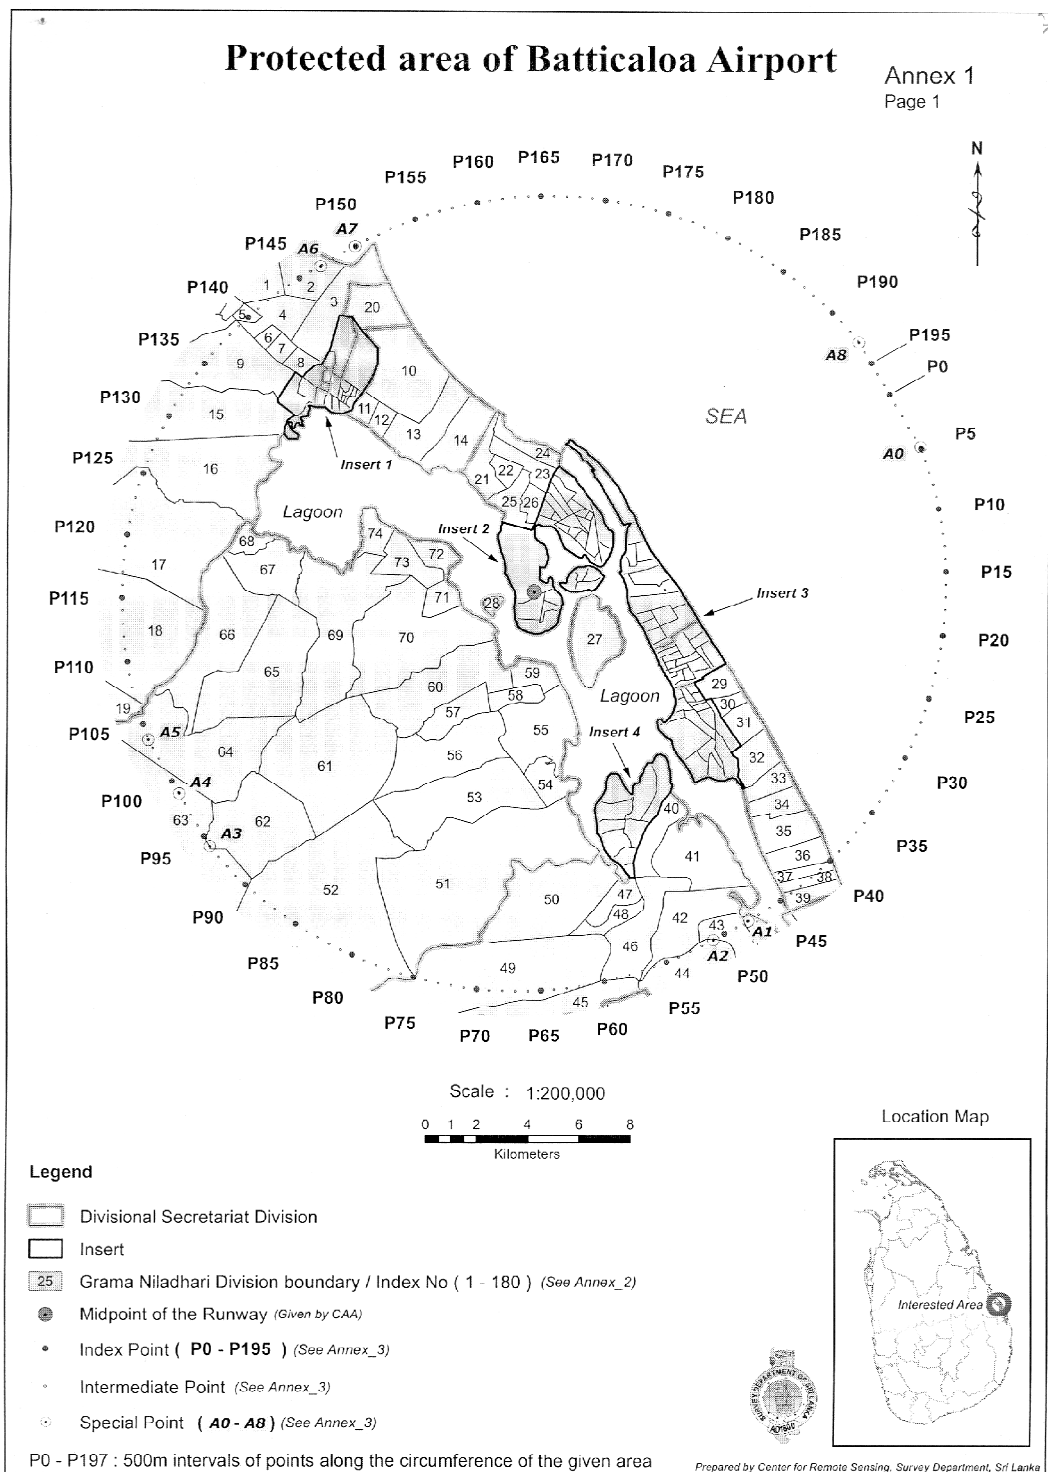 Protected area of Batticaloa Airport
Annex 1
Page 1
N
P165
P160
P170
P155
P175
P150
P180
A7
P145
A6
P185
P140
P190
P135
P195
A8
P0
P130
SEA
P5
A0
P125
P10
P120
P15
P115
P20
P110
P25
P105
A5
P30
A4
P100
P35
A3
P95
P40
P90
P45
A1
P85
A2
P50
P80
P55
P75
P60
P70
P65
1
2
3
20
4
5
6
7
8
9
10
11
12
13
14
15
16
Insert 1
Lagoon
Insert 2
24
23
22
21
25
26
17
68
67
74
73
72
71
28
27
Insert 3
18
66
65
69
70
19
60
59
58
57
Lagoon
29
30
31
Insert 4
64
61
56
55
54
32
33
34
35
36
37
38
39
63
62
53
40
41
52
51
50
47
48
42
43
46
49
44
45
Scale : 1:200,000
0 1 2 4 6 8
Kilometers
Location Map
Interested Area
Legend
Divisional Secretariat Division
Insert
25 Grama Niladhari Division boundary / Index No ( 1 - 180 ) (See Annex_2)
Midpoint of the Runway (Given by CAA)
Index Point ( P0 - P195 ) (See Annex_3)
Intermediate Point (See Annex_3)
Special Point ( A0 - A8 ) (See Annex_3)
P0 - P197 : 500m intervals of points along the circumference of the given area
SURVEY DEPARTMENT OF SRI LANKA
AD 1800
Prepared by Center for Remote Sensing, Survey Department, Sri Lanka